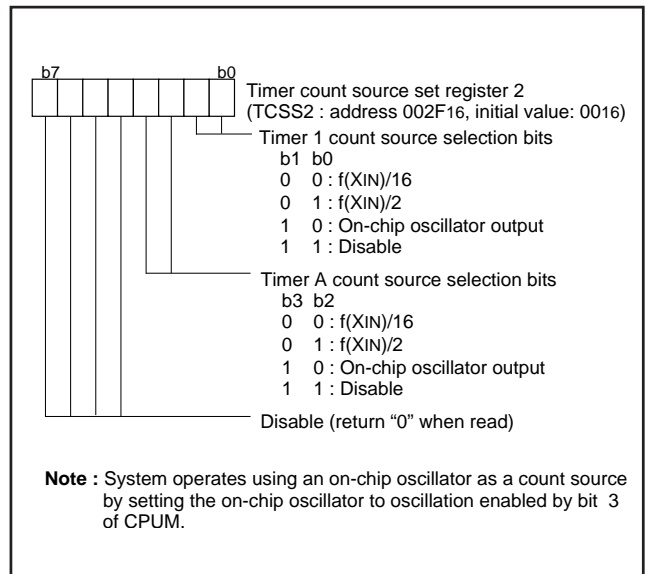 b7 b0
Timer count source set register 2
(TCSS2 : address 002F16, initial value: 0016)
Timer 1 count source selection bits
b1 b0
0 0 : f(XIN)/16
0 1 : f(XIN)/2
1 0 : On-chip oscillator output
1 1 : Disable
Timer A count source selection bits
b3 b2
0 0 : f(XIN)/16
0 1 : f(XIN)/2
1 0 : On-chip oscillator output
1 1 : Disable
Disable (return “0” when read)
Note : System operates using an on-chip oscillator as a count source
by setting the on-chip oscillator to oscillation enabled by bit 3
of CPUM.